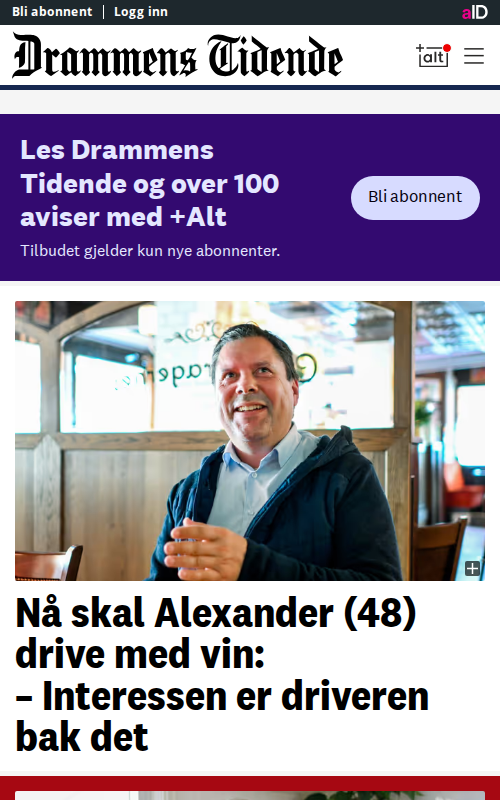 Bli abonnent
Logg inn
aID
Drammens Tidende
+alt
Les Drammens
Tidende og over 100
aviser med +Alt
Tilbudet gjelder kun nye abonnenter.
Bli abonnent
Nå skal Alexander (48)
drive med vin:
– Interessen er driveren
bak det